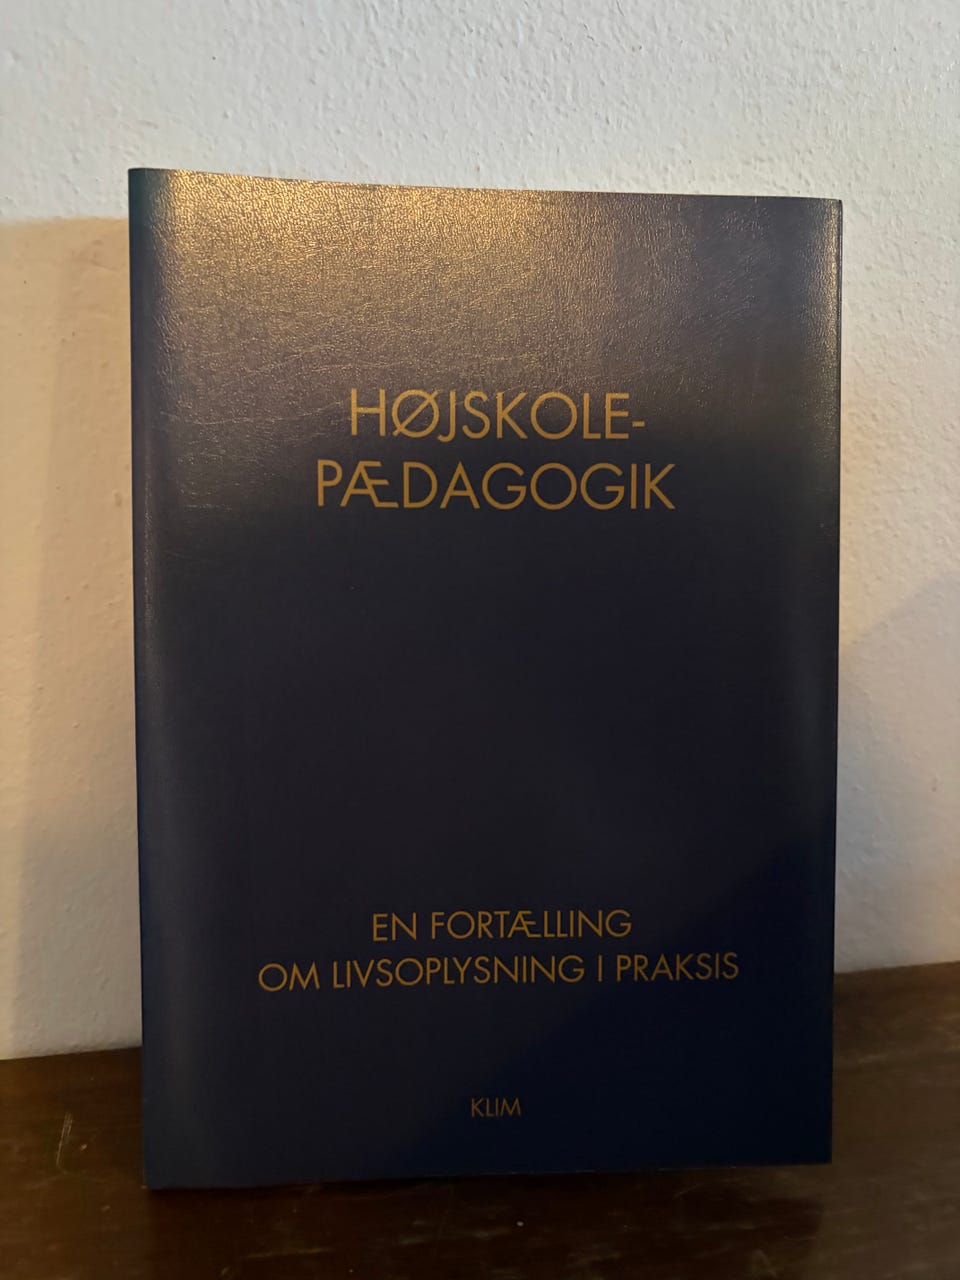 HØJSKOLE-
PÆDAGOGIK
EN FORTÆLLING
OM LIVSOPLYSNING I PRAKSIS
KLIM